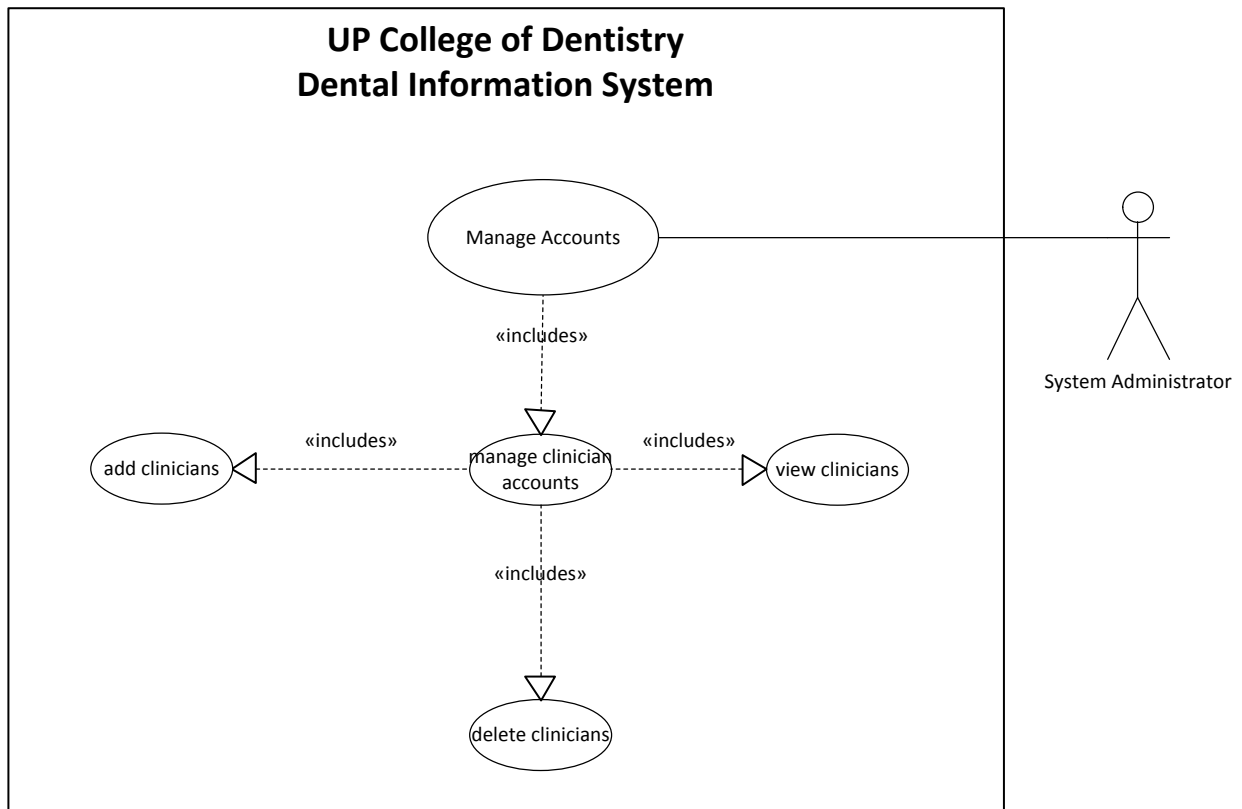 UP College of Dentistry
Dental Information System
Manage Accounts
«includes»
System Administrator
«includes»
«includes»
add clinicians
manage clinician
accounts
view clinicians
«includes»
delete clinicians